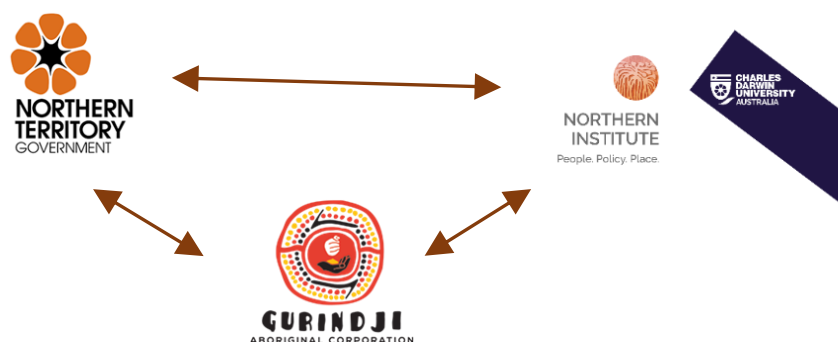 NORTHERN
TERRITORY
GOVERNMENT
NORTHERN
INSTITUTE
People. Policy. Place.
CHARLES
DARWIN
UNIVERSITY
AUSTRALIA
GURINDJI
ABORIGINAL CORPORATION